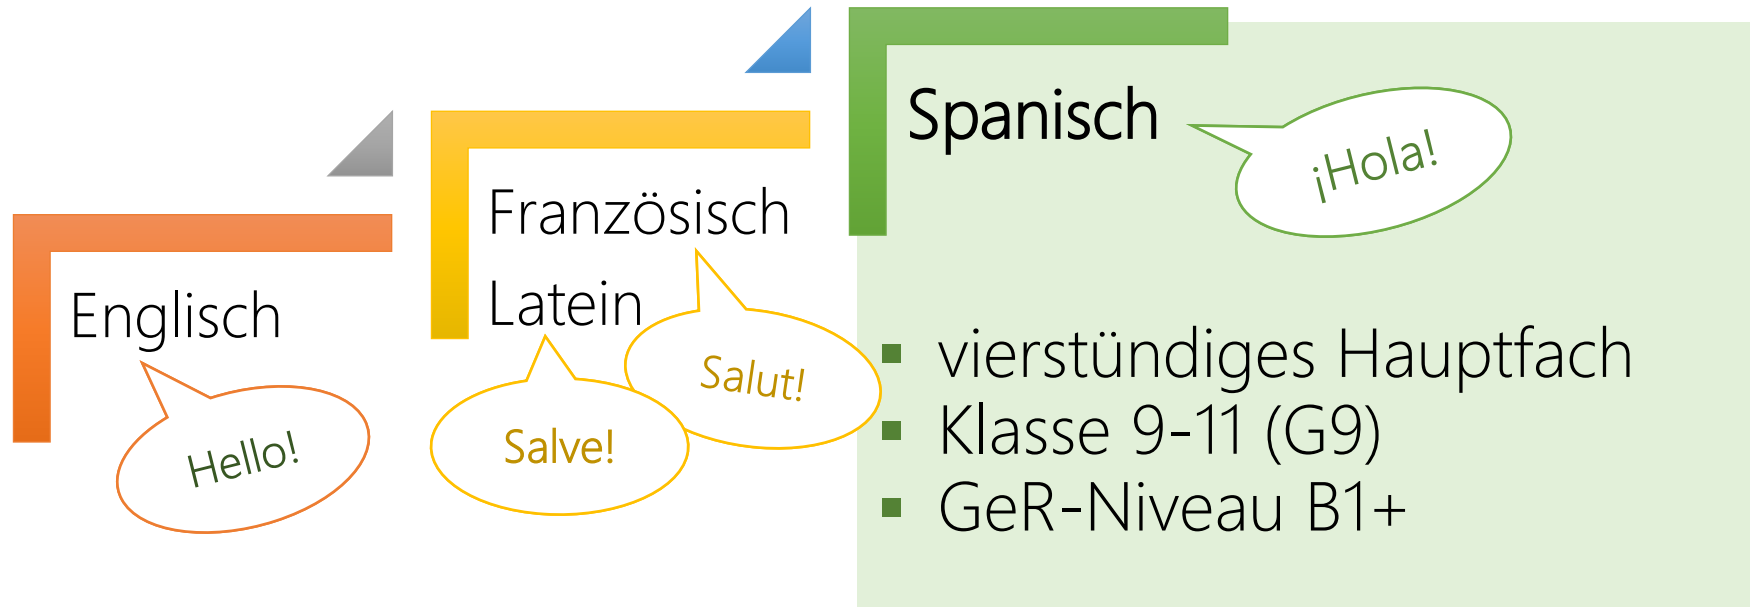 Englisch
Hello!
Französisch
Latein
Salut!
Salve!
Spanisch
¡Hola!
▪ vierstündiges Hauptfach
▪ Klasse 9-11 (G9)
▪ GeR-Niveau B1+